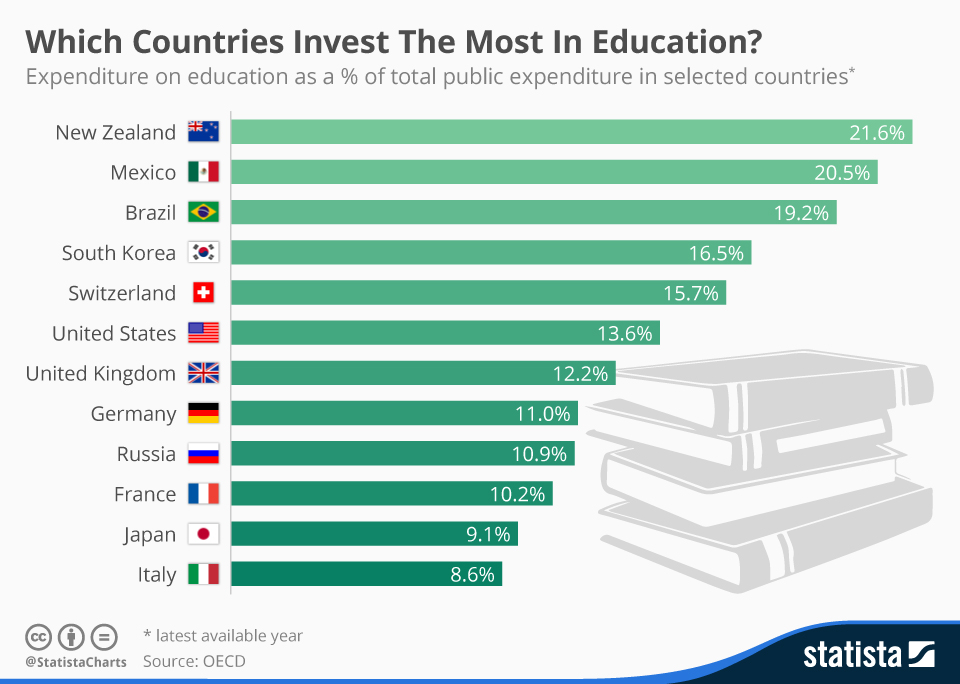 Which Countries Invest The Most In Education?
Expenditure on education as a % of total public expenditure in selected countries*
New Zealand 21.6%
Mexico 20.5%
Brazil 19.2%
South Korea 16.5%
Switzerland 15.7%
United States 13.6%
United Kingdom 12.2%
Germany 11.0%
Russia 10.9%
France 10.2%
Japan 9.1%
Italy 8.6%
cc
@StatistaCharts
* latest available year
Source: OECD
statista